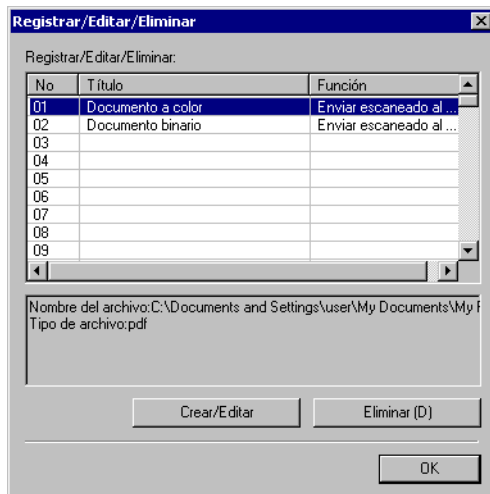 Registrar/Editar/Eliminar
Registrar/Editar/Eliminar:
No Título Función
01 Documento a color Enviar escaneado al ...
02 Documento binario Enviar escaneado al ...
03
04
05
06
07
08
09
Nombre del archivo:C:\Documents and Settings\user\My Documents\My
Tipo de archivo:pdf
Crear/Editar Eliminar (D)
OK